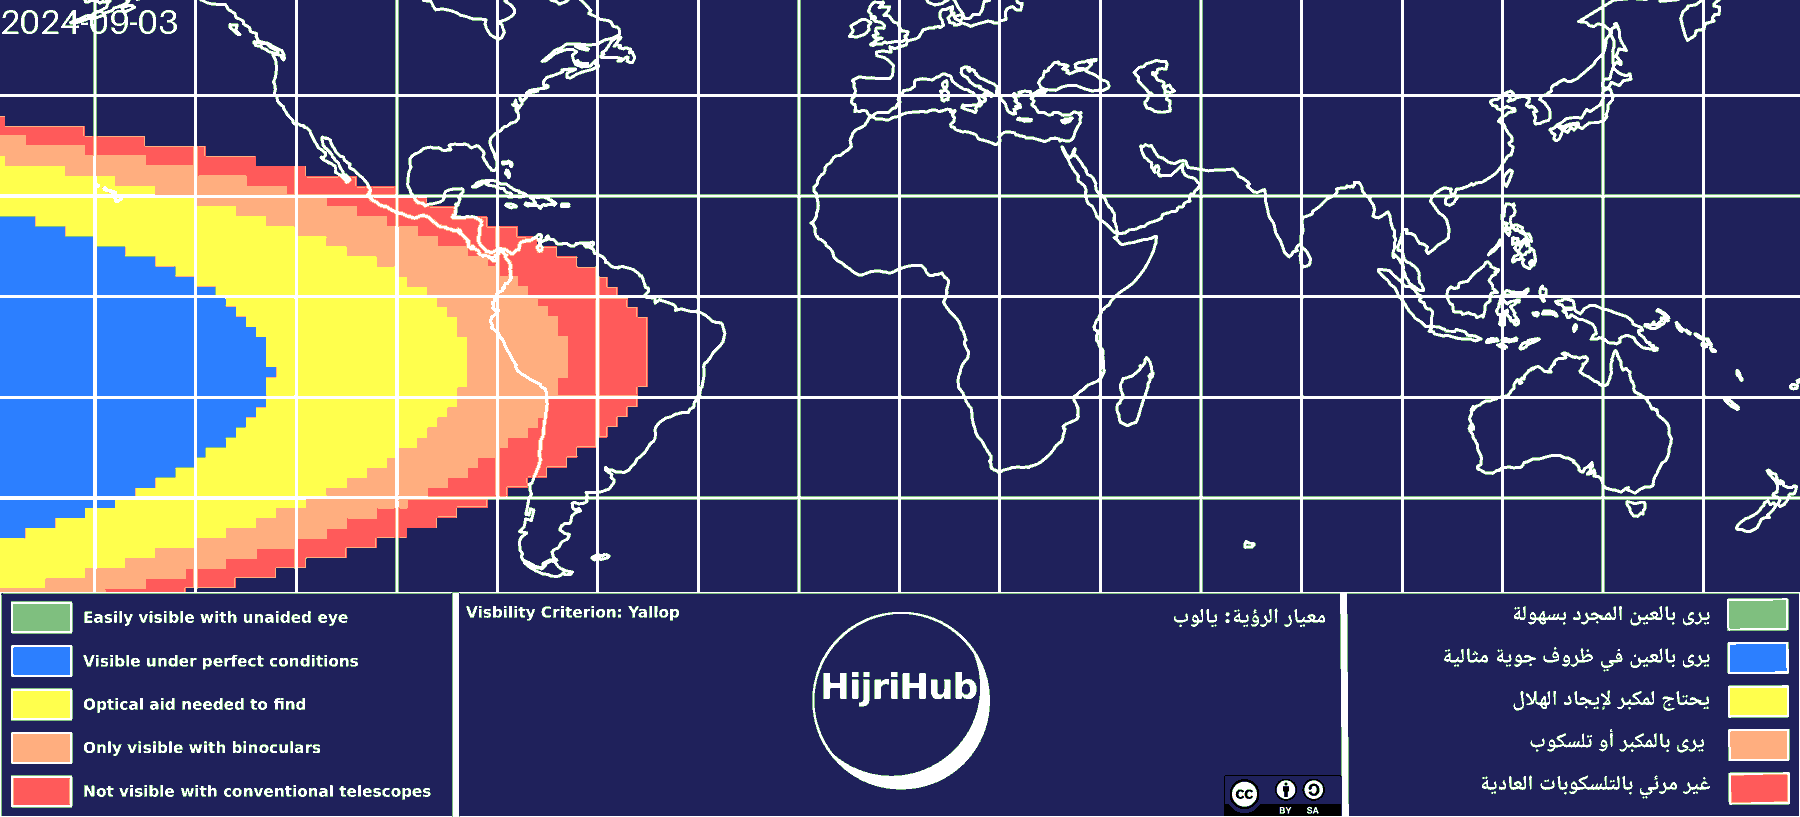 2024-09-03
Easily visible with unaided eye
Visible under perfect conditions
Optical aid needed to find
Only visible with binoculars
Not visible with conventional telescopes
Visbility Criterion: Yallop
معيار الرؤية: يالوب
HijriHub
cc
BY SA
يرى بالعين المجرد بسهولة
يرى بالعين في ظروف جوية مثالية
يحتاج لمكبر لإيجاد الهلال
يرى بالمكبر أو تلسكوب
غير مرئي بالتلسكوبات العادية